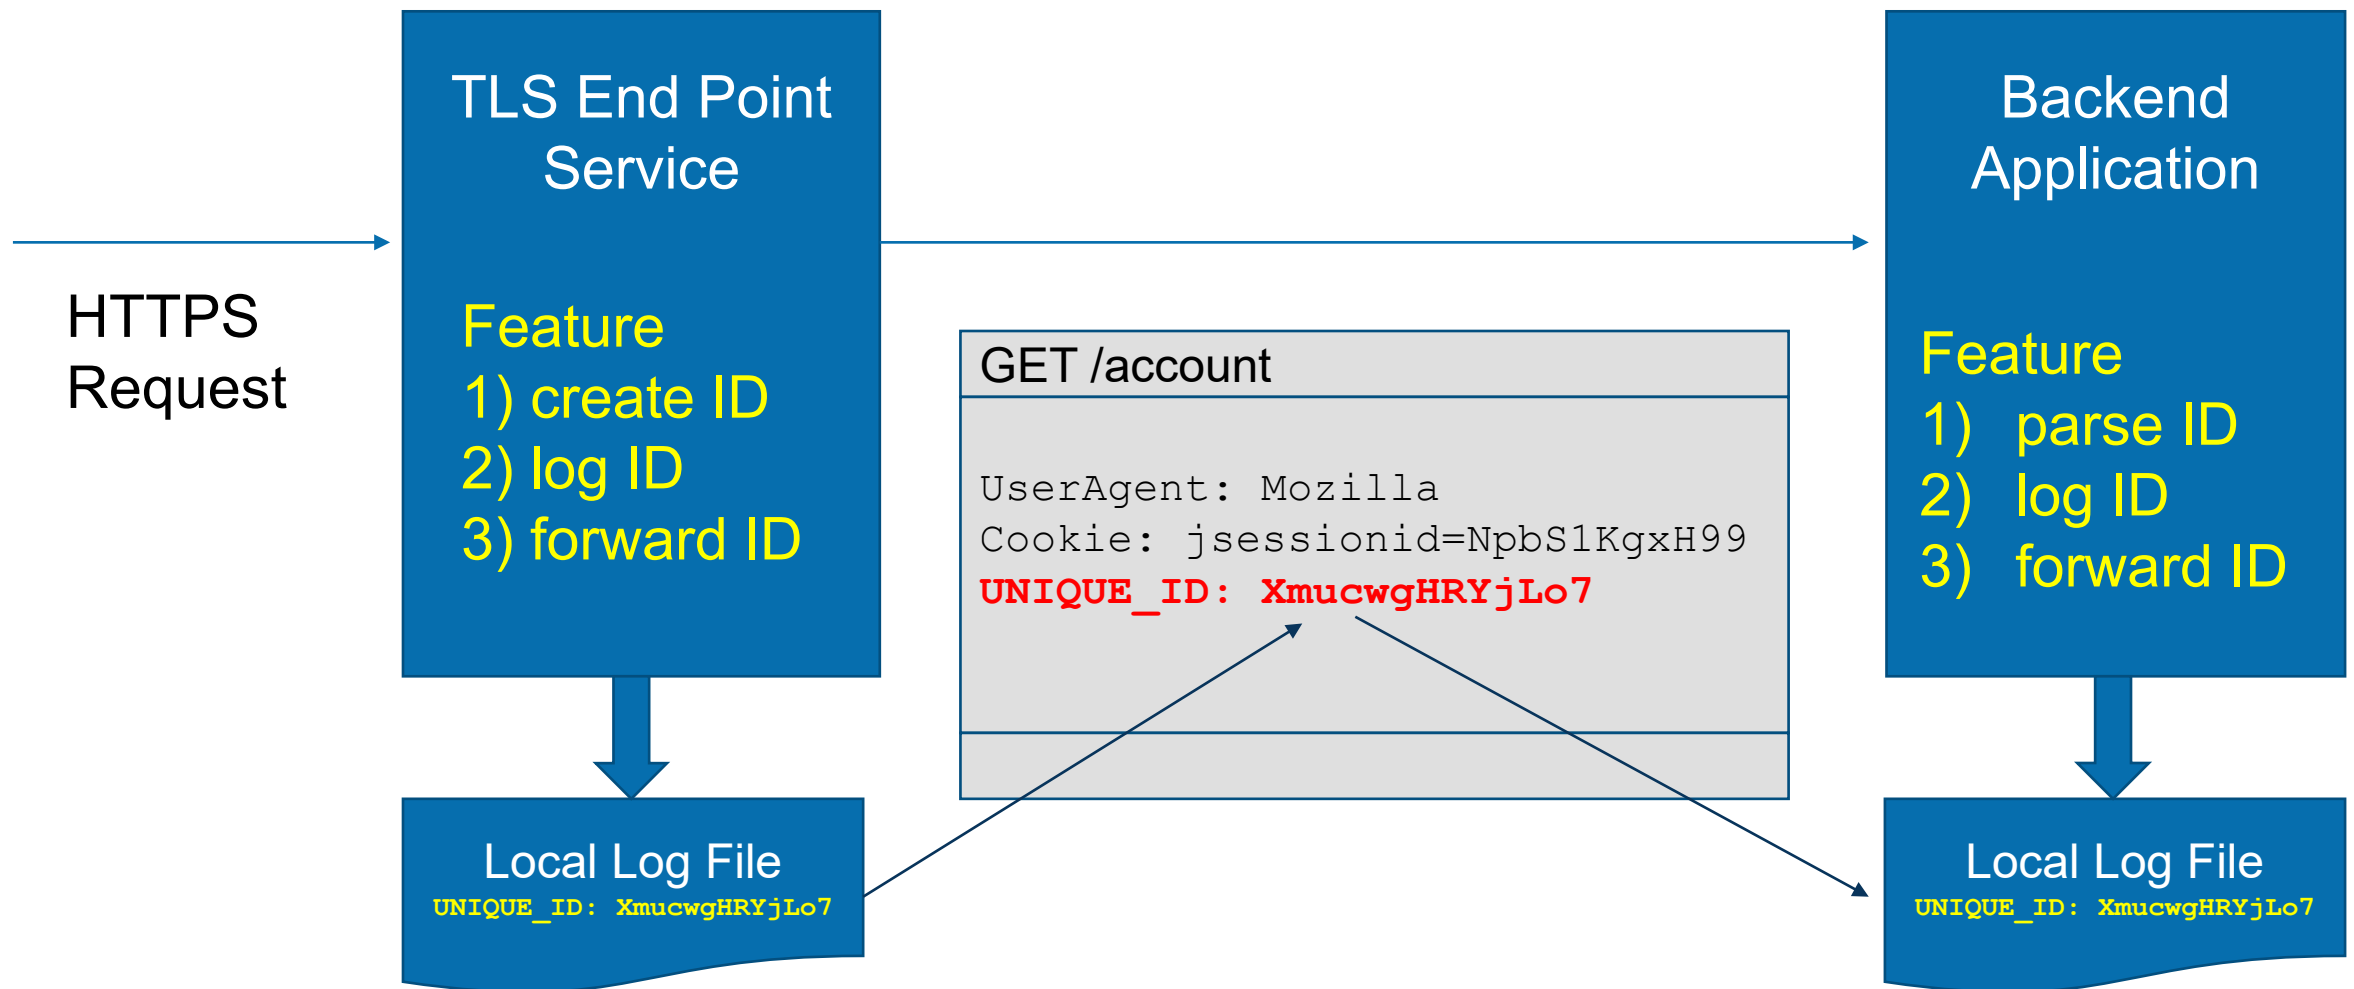 HTTPS
Request
TLS End Point
Service
Feature
1) create ID
2) log ID
3) forward ID
Local Log File
UNIQUE_ID: XmucwgHRYjLo7
GET /account
UserAgent: Mozilla
Cookie: jsessionid=NpbS1KgxH99
UNIQUE_ID: XmucwgHRYjLo7
Backend
Application
Feature
1) parse ID
2) log ID
3) forward ID
Local Log File
UNIQUE_ID: XmucwgHRYjLo7